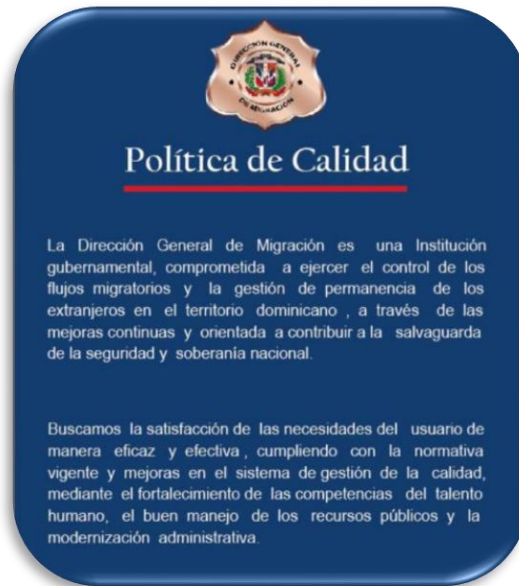 DIRECCIÓN GENERAL
DE MIGRACIÓN
Política de Calidad
La Dirección General de Migración es una Institución
gubernamental, comprometida a ejercer el control de los
flujos migratorios y la gestión de permanencia de los
extranjeros en el territorio dominicano , a través de las
mejoras continuas y orientada a contribuir a la salvaguarda
de la seguridad y soberanía nacional.
Buscamos la satisfacción de las necesidades del usuario de
manera eficaz y efectiva , cumpliendo con la normativa
vigente y mejoras en el sistema de gestión de la calidad,
mediante el fortalecimiento de las competencias del talento
humano, el buen manejo de los recursos públicos y la
modernización administrativa.